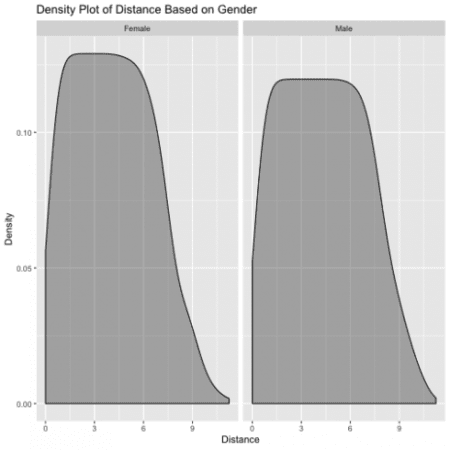 Density Plot of Distance Based on Gender
Female Male
Density
0.10
0.05
0.00
0 3 6 9 0 3 6 9
Distance